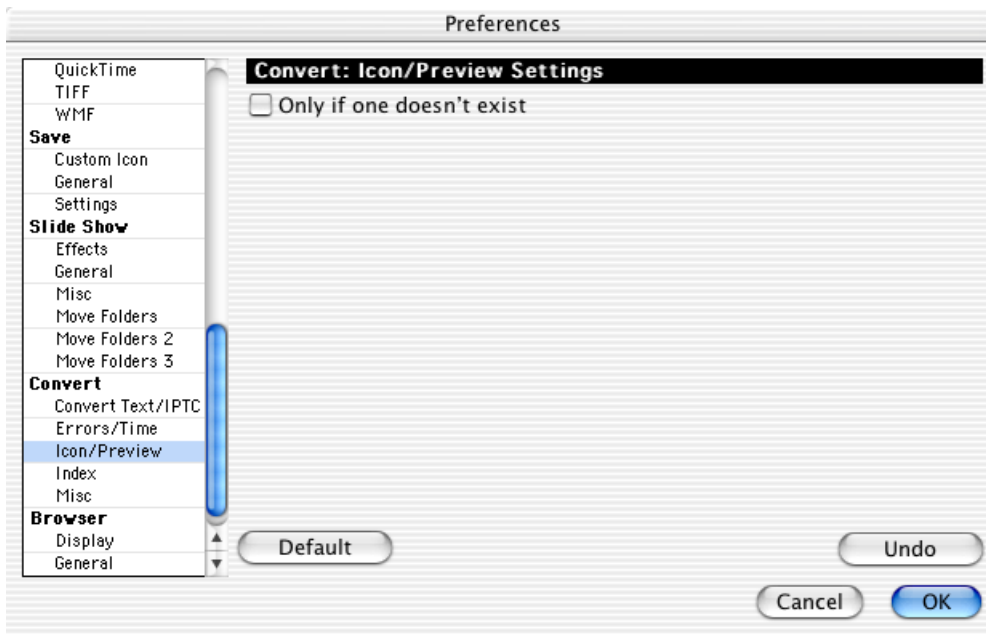 Preferences
QuickTime
TIFF
WMF
Save
Custom Icon
General
Settings
Slide Show
Effects
General
Misc
Move Folders
Move Folders 2
Move Folders 3
Convert
Convert Text/IPTC
Errors/Time
Icon/Preview
Index
Misc
Browser
Display
General
Convert: Icon/Preview Settings
Only if one doesn't exist
Default
Undo
Cancel
OK